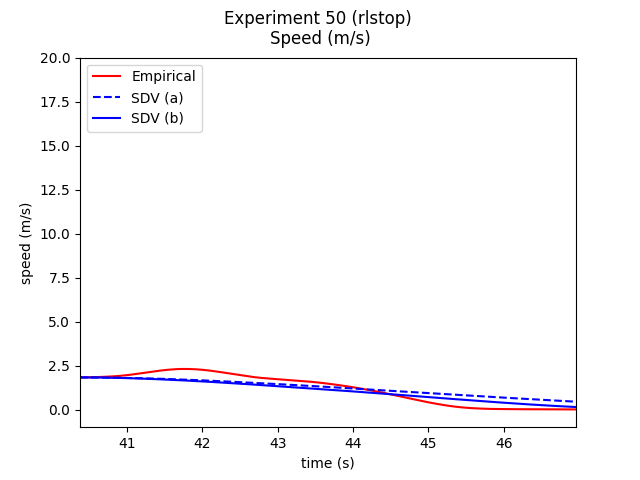 Experiment 50 (rlstop)
Speed (m/s)
20.0
17.5
15.0
12.5
10.0
7.5
5.0
2.5
0.0
speed (m/s)
Empirical
SDV (a)
SDV (b)
41 42 43 44 45 46
time (s)